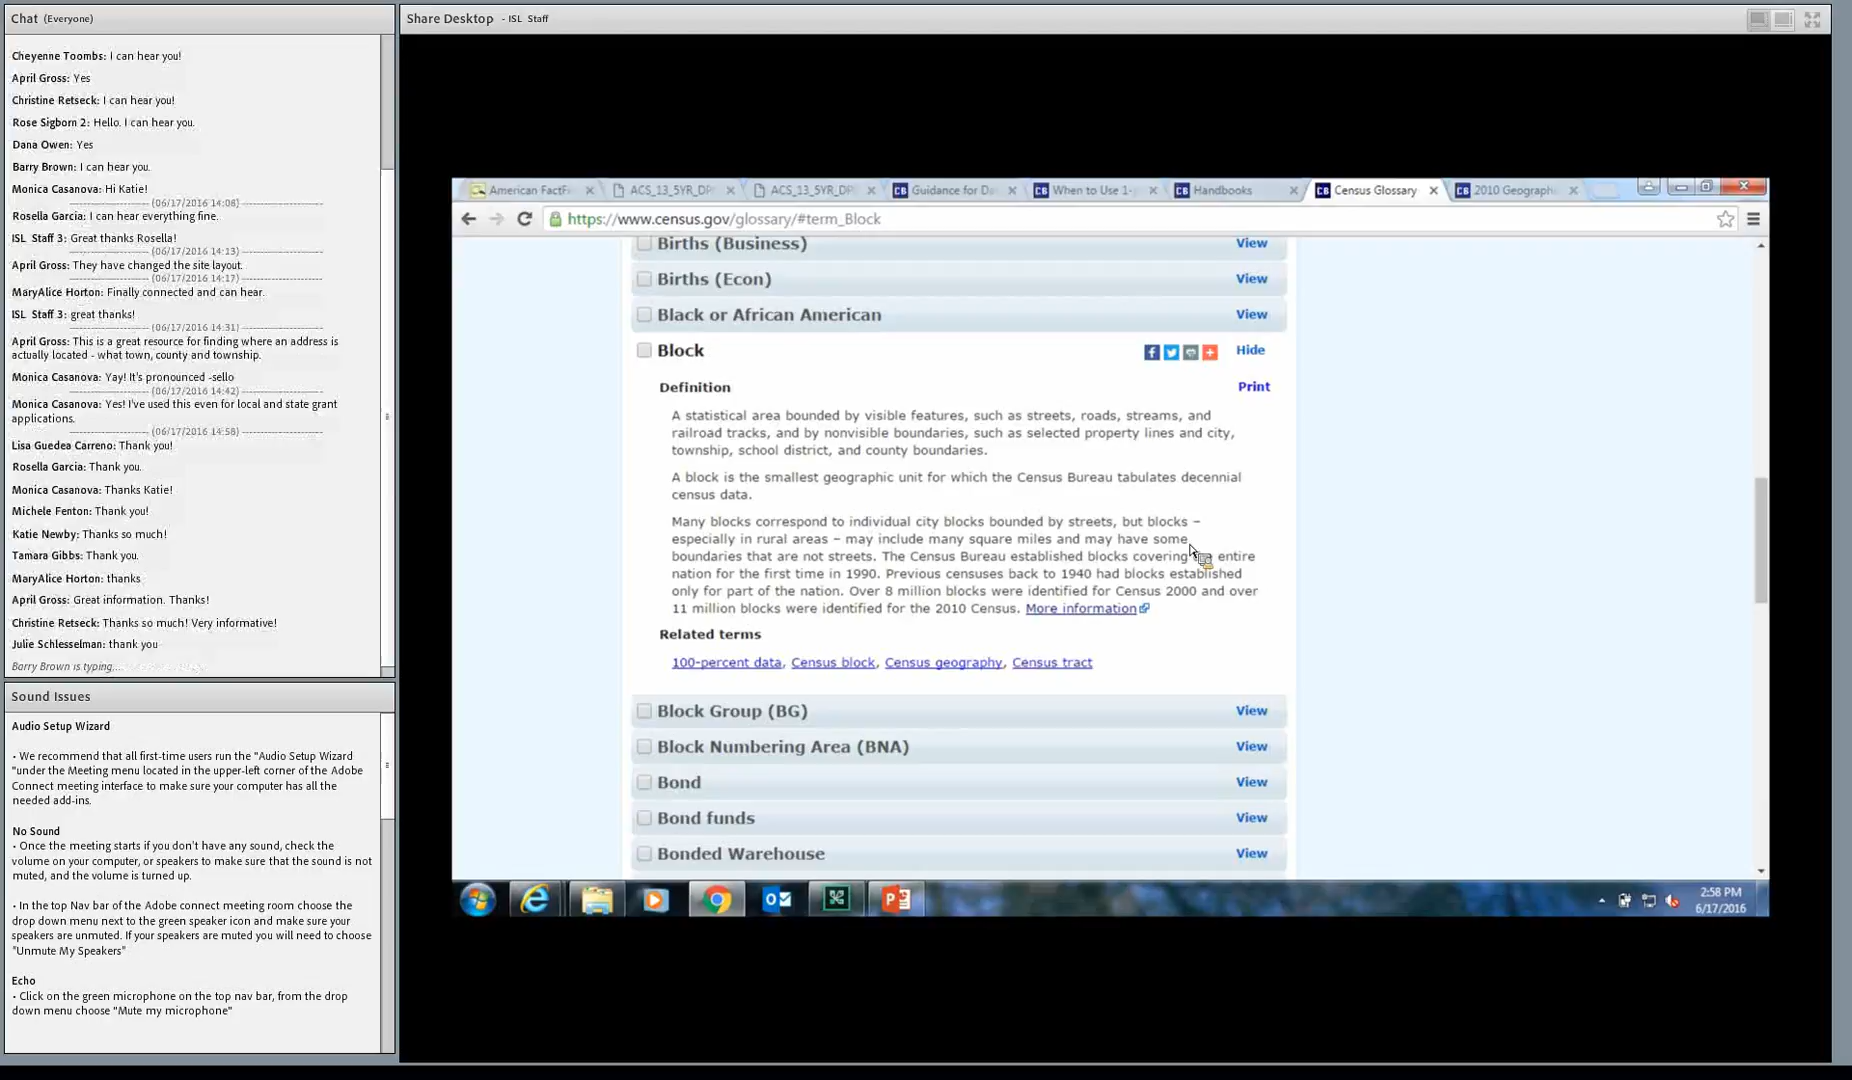 Chat (Everyone)
Cheyenne Toombs: I can hear you!
April Gross: Yes
Christine Retseck: I can hear you!
Rose Sigborn 2: Hello. I can hear you.
Dana Owen: Yes
Barry Brown: I can hear you.
Monica Casanova: Hi Katie!
(06/17/2016 14:08)
Rosella Garcia: I can hear everything fine.
ISL Staff 3: Great thanks Rosella!
(06/17/2016 14:13)
April Gross: They have changed the site layout.
(06/17/2016 14:17)
MaryAlice Horton: Finally connected and can hear.
ISL Staff 3: great thanks!
(06/17/2016 14:31)
April Gross: This is a great resource for finding where an address is
actually located - what town, county and township.
Monica Casanova: Yay! It's pronounced -sello
(06/17/2016 14:42)
Monica Casanova: Yes! I've used this even for local and state grant
applications.
(06/17/2016 14:58)
Lisa Guedea Carreno: Thank you!
Rosella Garcia: Thank you.
Monica Casanova: Thanks Katie!
Michele Fenton: Thank you!
Katie Newby: Thanks so much!
Tamara Gibbs: Thank you.
MaryAlice Horton: thanks
April Gross: Great information. Thanks!
Christine Retseck: Thanks so much! Very informative!
Julie Schlesselman: thank you
Barry Brown is typing...
Sound Issues
Audio Setup Wizard
• We recommend that all first-time users run the "Audio Setup Wizard
"under the Meeting menu located in the upper-left corner of the Adobe
Connect meeting interface to make sure your computer has all the
needed add-ins.
No Sound
• Once the meeting starts if you don't have any sound, check the
volume on your computer, or speakers to make sure that the sound is not
muted, and the volume is turned up.
• In the top Nav bar of the Adobe connect meeting room choose the
drop down menu next to the green speaker icon and make sure your
speakers are unmuted. If your speakers are muted you will need to choose
"Unmute My Speakers"
Echo
• Click on the green microphone on the top nav bar, from the drop
down menu choose "Mute my microphone"
Share Desktop - ISL Staff
American FactFi ACS_13_5YR_DP ACS_13_5YR_DP Guidance for Da When to Use 1- Handbooks Census Glossary 2010 Geograph
https://www.census.gov/glossary/#term_Block
Births (Business) View
Births (Econ) View
Black or African American View
Block Hide
Definition Print
A statistical area bounded by visible features, such as streets, roads, streams, and
railroad tracks, and by nonvisible boundaries, such as selected property lines and city,
township, school district, and county boundaries.
A block is the smallest geographic unit for which the Census Bureau tabulates decennial
census data.
Many blocks correspond to individual city blocks bounded by streets, but blocks –
especially in rural areas – may include many square miles and may have some
boundaries that are not streets. The Census Bureau established blocks covering entire
nation for the first time in 1990. Previous censuses back to 1940 had blocks established
only for part of the nation. Over 8 million blocks were identified for Census 2000 and over
11 million blocks were identified for the 2010 Census. More information
Related terms
100-percent data, Census block, Census geography, Census tract
Block Group (BG) View
Block Numbering Area (BNA) View
Bond View
Bond funds View
Bonded Warehouse View
2:58 PM
6/17/2016